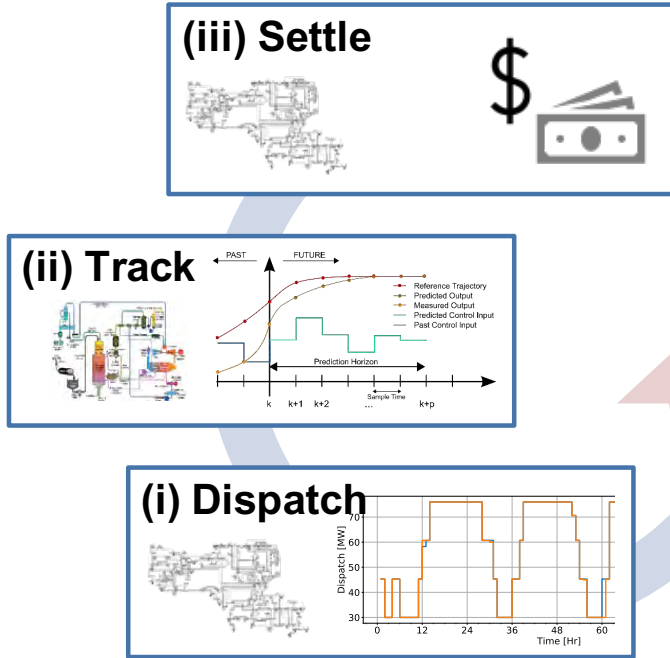 (iii) Settle
$
(ii) Track
PAST
FUTURE
Reference Trajectory
Predicted Output
Measured Output
Predicted Control Input
Past Control Input
Prediction Horizon
Sample Time
k
k+1
k+2
...
k+p
(i) Dispatch
Dispatch [MW]
70
60
50
40
30
0
12
24
36
48
60
Time [Hr]